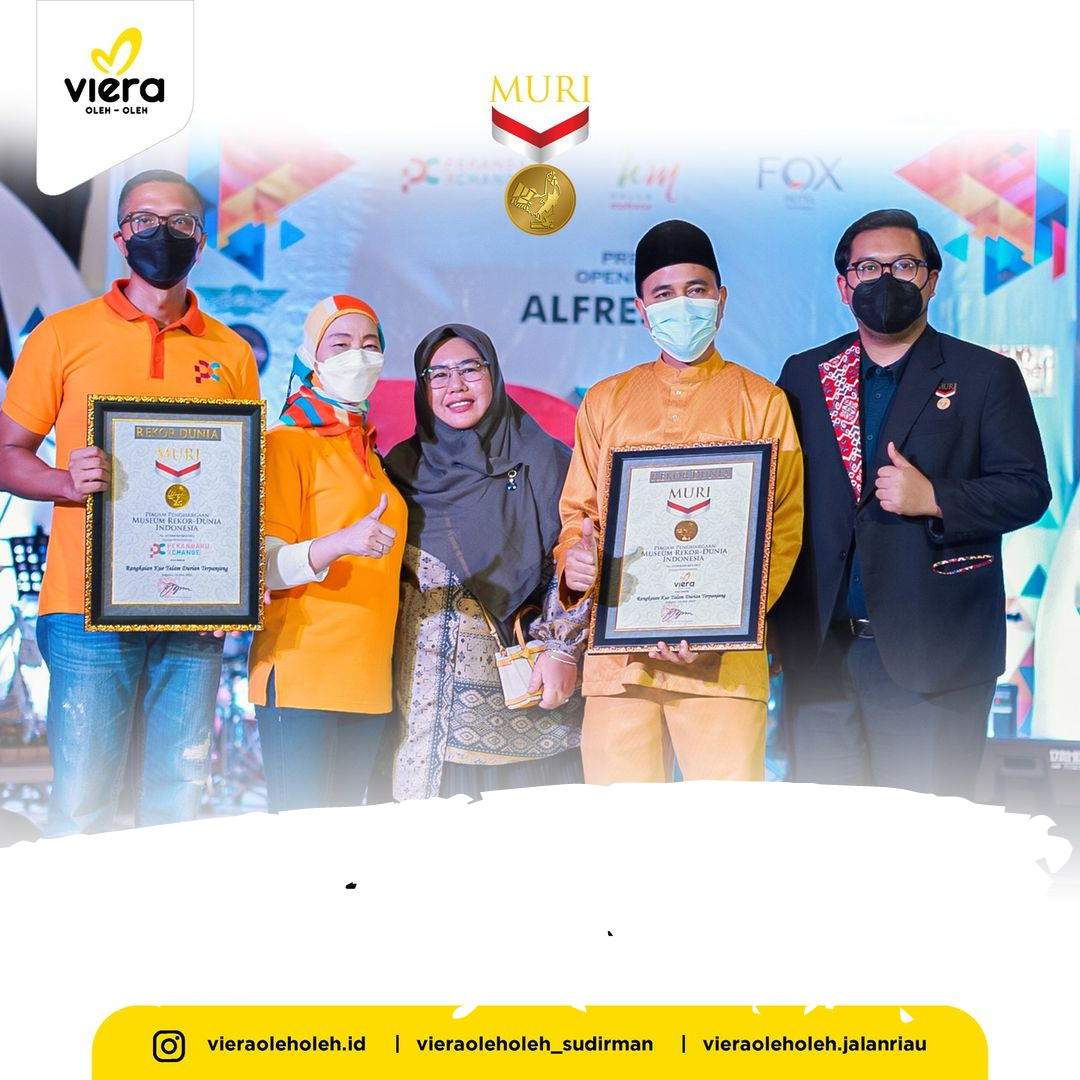 viera
OLEH - OLEH
MURI
FOX
ALFRE
REKOR DUNIA
MURI
PIAGAM PENGHARGAAN
MUSEUM REKOR-DUNIA
INDONESIA
PEKANBARU
XCHANGE
Rangkaian Kue Talam Durian Terpanjang
REKOR DUNIA
MURI
PIAGAM PENGHARGAAN
MUSEUM REKOR-DUNIA
INDONESIA
viera
Rangkaian Kue Talam Durian Terpanjang
MURI
vieraoleholeh.id | vieraoleholeh_sudirman | vieraoleholeh.jalanriau